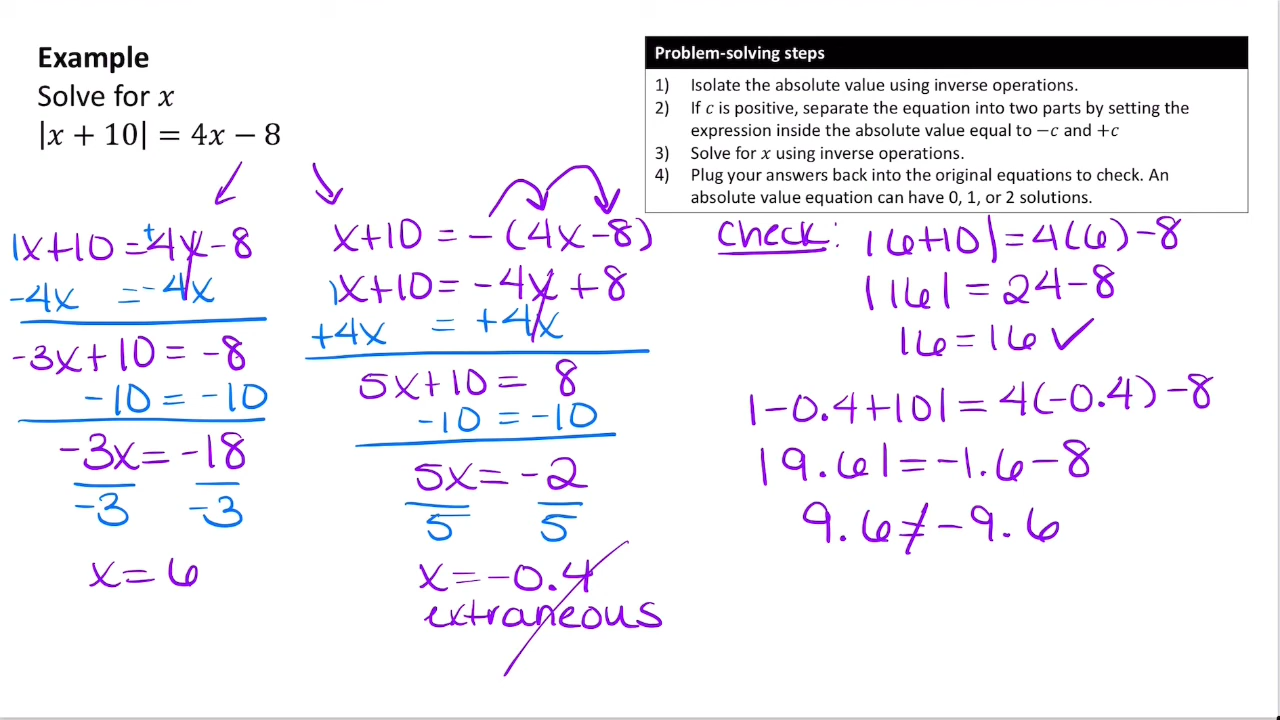 Example
Solve for x
|x + 10| = 4x − 8
Problem-solving steps
1) Isolate the absolute value using inverse operations.
2) If c is positive, separate the equation into two parts by setting the
expression inside the absolute value equal to −c and +c
3) Solve for x using inverse operations.
4) Plug your answers back into the original equations to check. An
absolute value equation can have 0, 1, or 2 solutions.
1x+10=+4x-8
-4x =-4x
-3x+10=-8
-10=-10
-3x=-18
-3 -3
x=6
x+10=-(4x-8)
1x+10=-4x+8
+4x = +4x
5x+10= 8
-10=-10
5x=-2
5 5
x=-0.4
extraneous
Check: |6+10|=4(6)-8
|16|=24-8
16=16✓
|-0.4+10|=4(-0.4)-8
|9.6|=-1.6-8
9.6≠-9.6